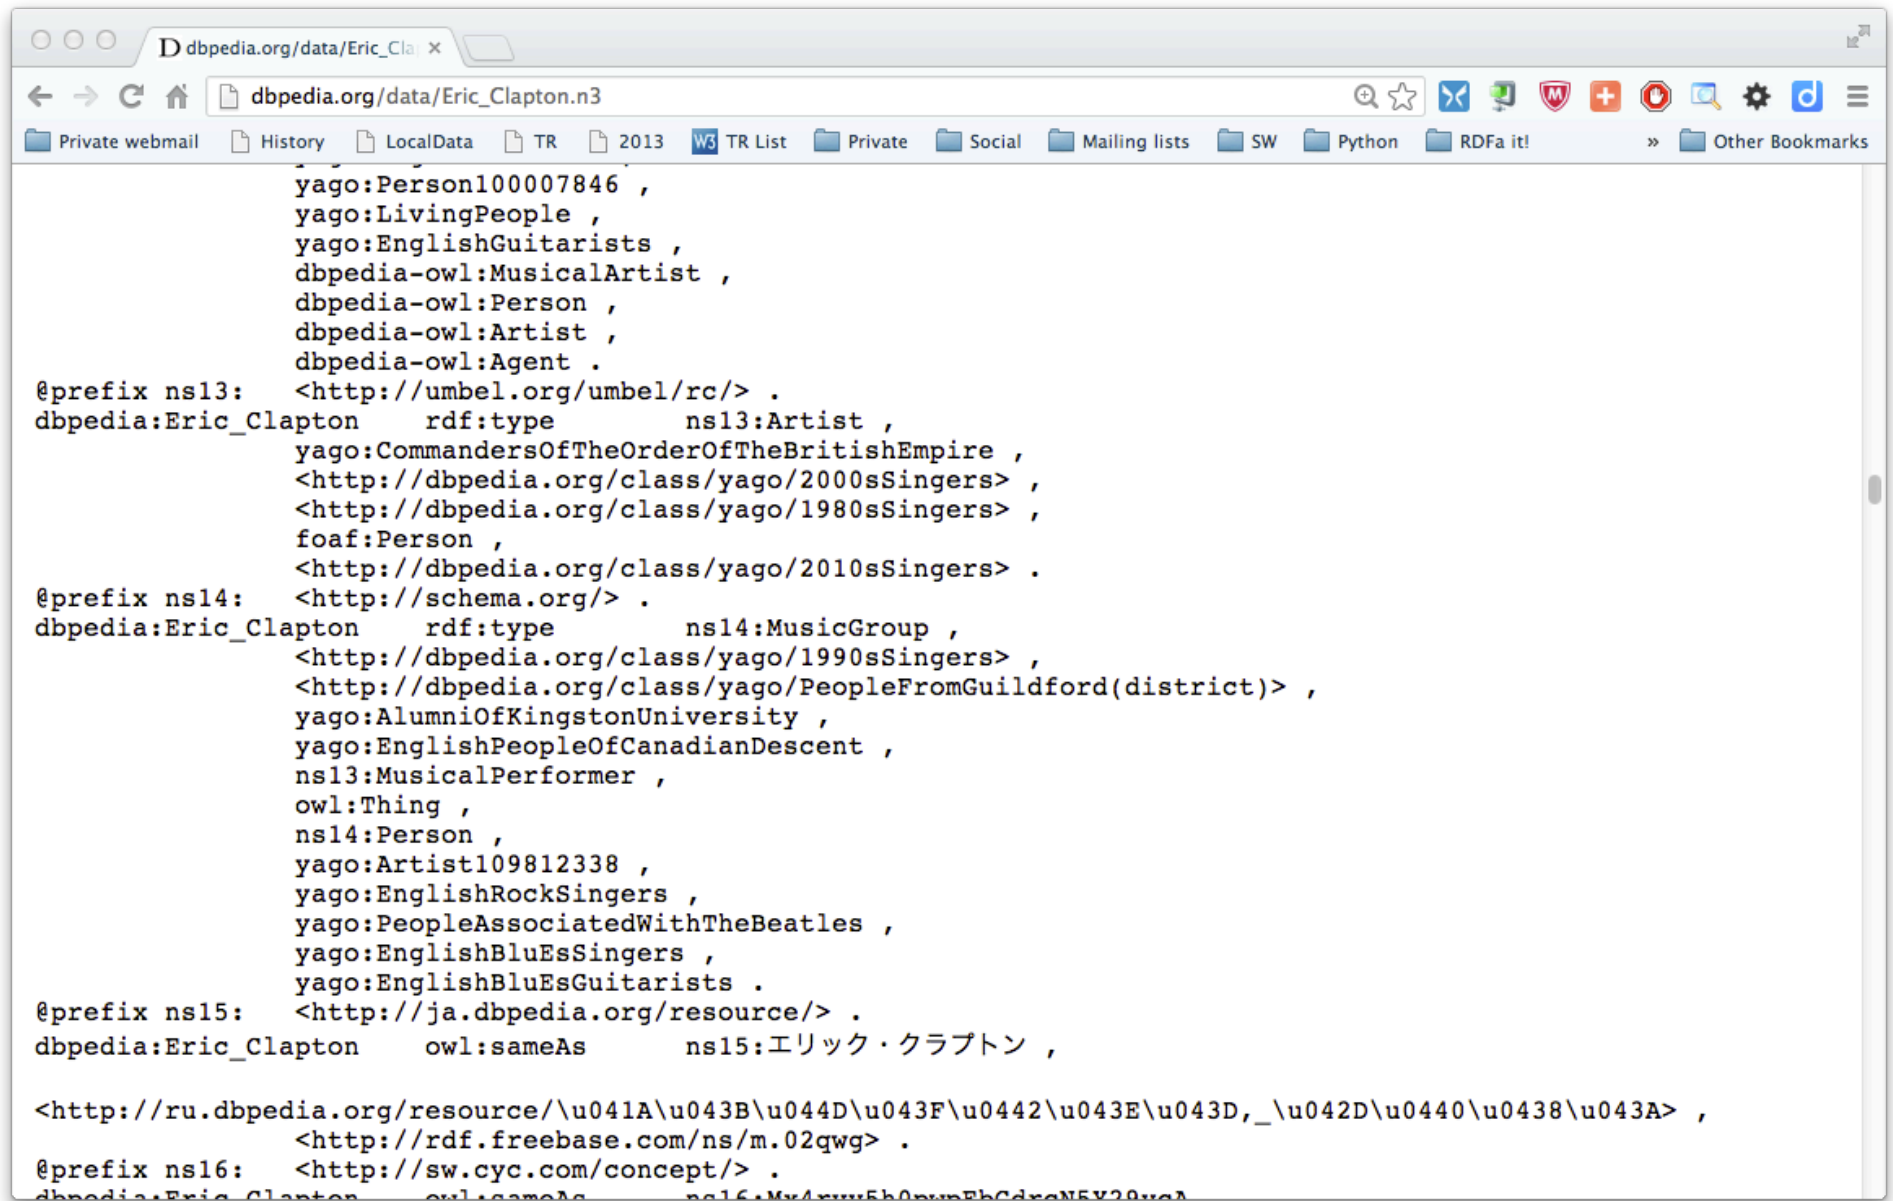 D dbpedia.org/data/Eric_Cla
dbpedia.org/data/Eric_Clapton.n3
Private webmail History LocalData TR 2013 W3 TR List Private Social Mailing lists SW Python RDFa it! » Other Bookmarks
yago:Person100007846 ,
yago:LivingPeople ,
yago:EnglishGuitarists ,
dbpedia-owl:MusicalArtist ,
dbpedia-owl:Person ,
dbpedia-owl:Artist ,
dbpedia-owl:Agent .
@prefix ns13: <http://umbel.org/umbel/rc/> .
dbpedia:Eric_Clapton rdf:type ns13:Artist ,
yago:CommandersOfTheOrderOfTheBritishEmpire ,
<http://dbpedia.org/class/yago/2000sSingers> ,
<http://dbpedia.org/class/yago/1980sSingers> ,
foaf:Person ,
<http://dbpedia.org/class/yago/2010sSingers> .
@prefix ns14: <http://schema.org/> .
dbpedia:Eric_Clapton rdf:type ns14:MusicGroup ,
<http://dbpedia.org/class/yago/1990sSingers> ,
<http://dbpedia.org/class/yago/PeopleFromGuildford(district)> ,
yago:AlumniOfKingstonUniversity ,
yago:EnglishPeopleOfCanadianDescent ,
ns13:MusicalPerformer ,
owl:Thing ,
ns14:Person ,
yago:Artist109812338 ,
yago:EnglishRockSingers ,
yago:PeopleAssociatedWithTheBeatles ,
yago:EnglishBluEsSingers ,
yago:EnglishBluEsGuitarists .
@prefix ns15: <http://ja.dbpedia.org/resource/> .
dbpedia:Eric_Clapton owl:sameAs ns15:エリック・クラプトン ,
<http://ru.dbpedia.org/resource/\u041A\u043B\u044D\u043F\u0442\u043E\u043D,_\u042D\u0440\u0438\u043A> ,
<http://rdf.freebase.com/ns/m.02qwg> .
@prefix ns16: <http://sw.cyc.com/concept/> .
dbpedia:Eric_Clapton owl:sameAs